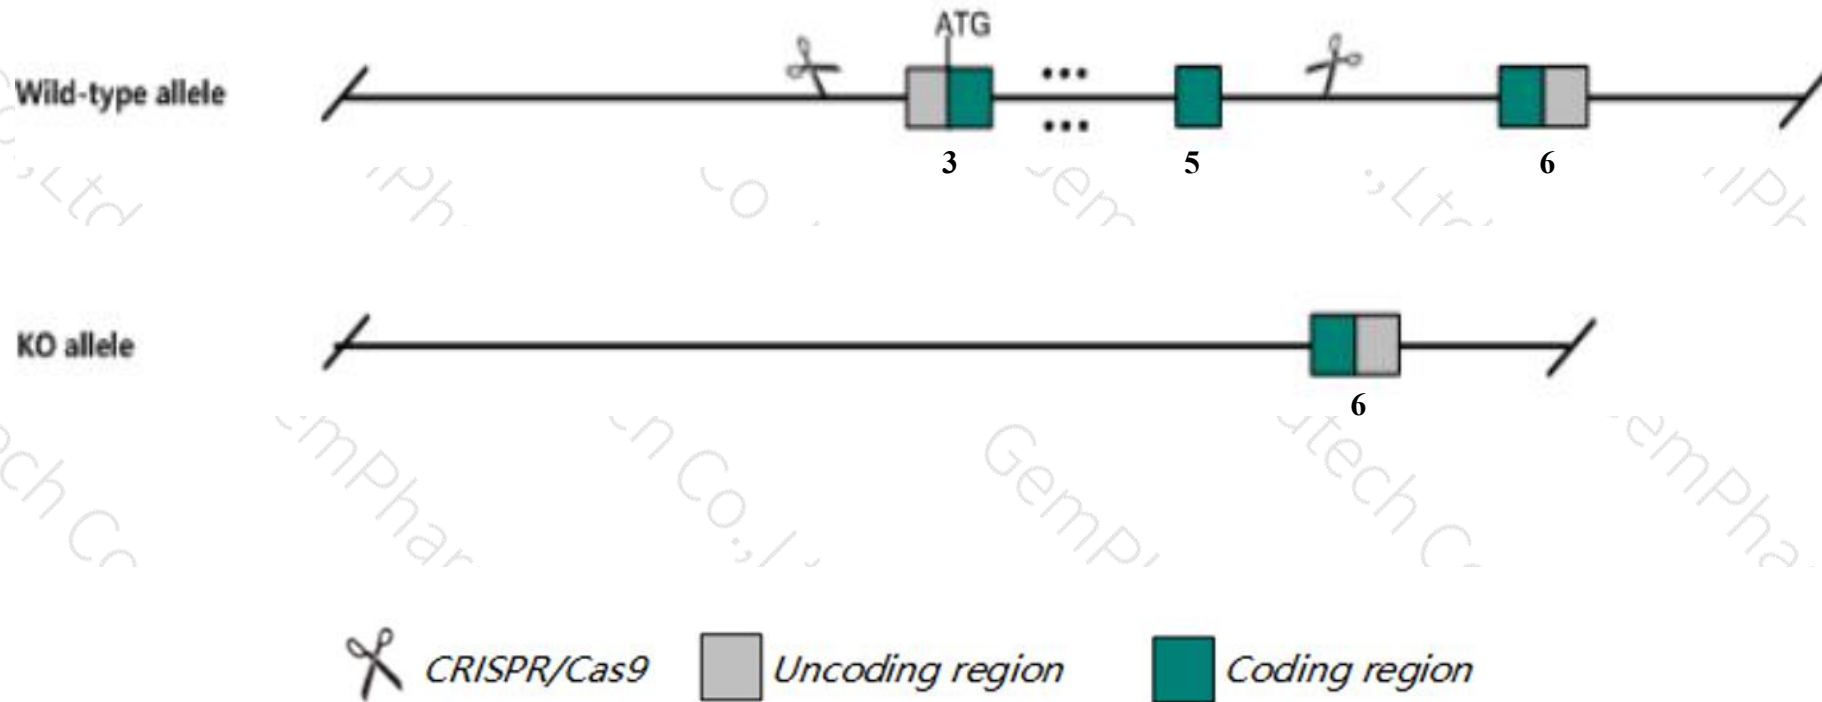 ATG
Wild-type allele
3 5 6
KO allele
6
CRISPR/Cas9 Uncoding region Coding region